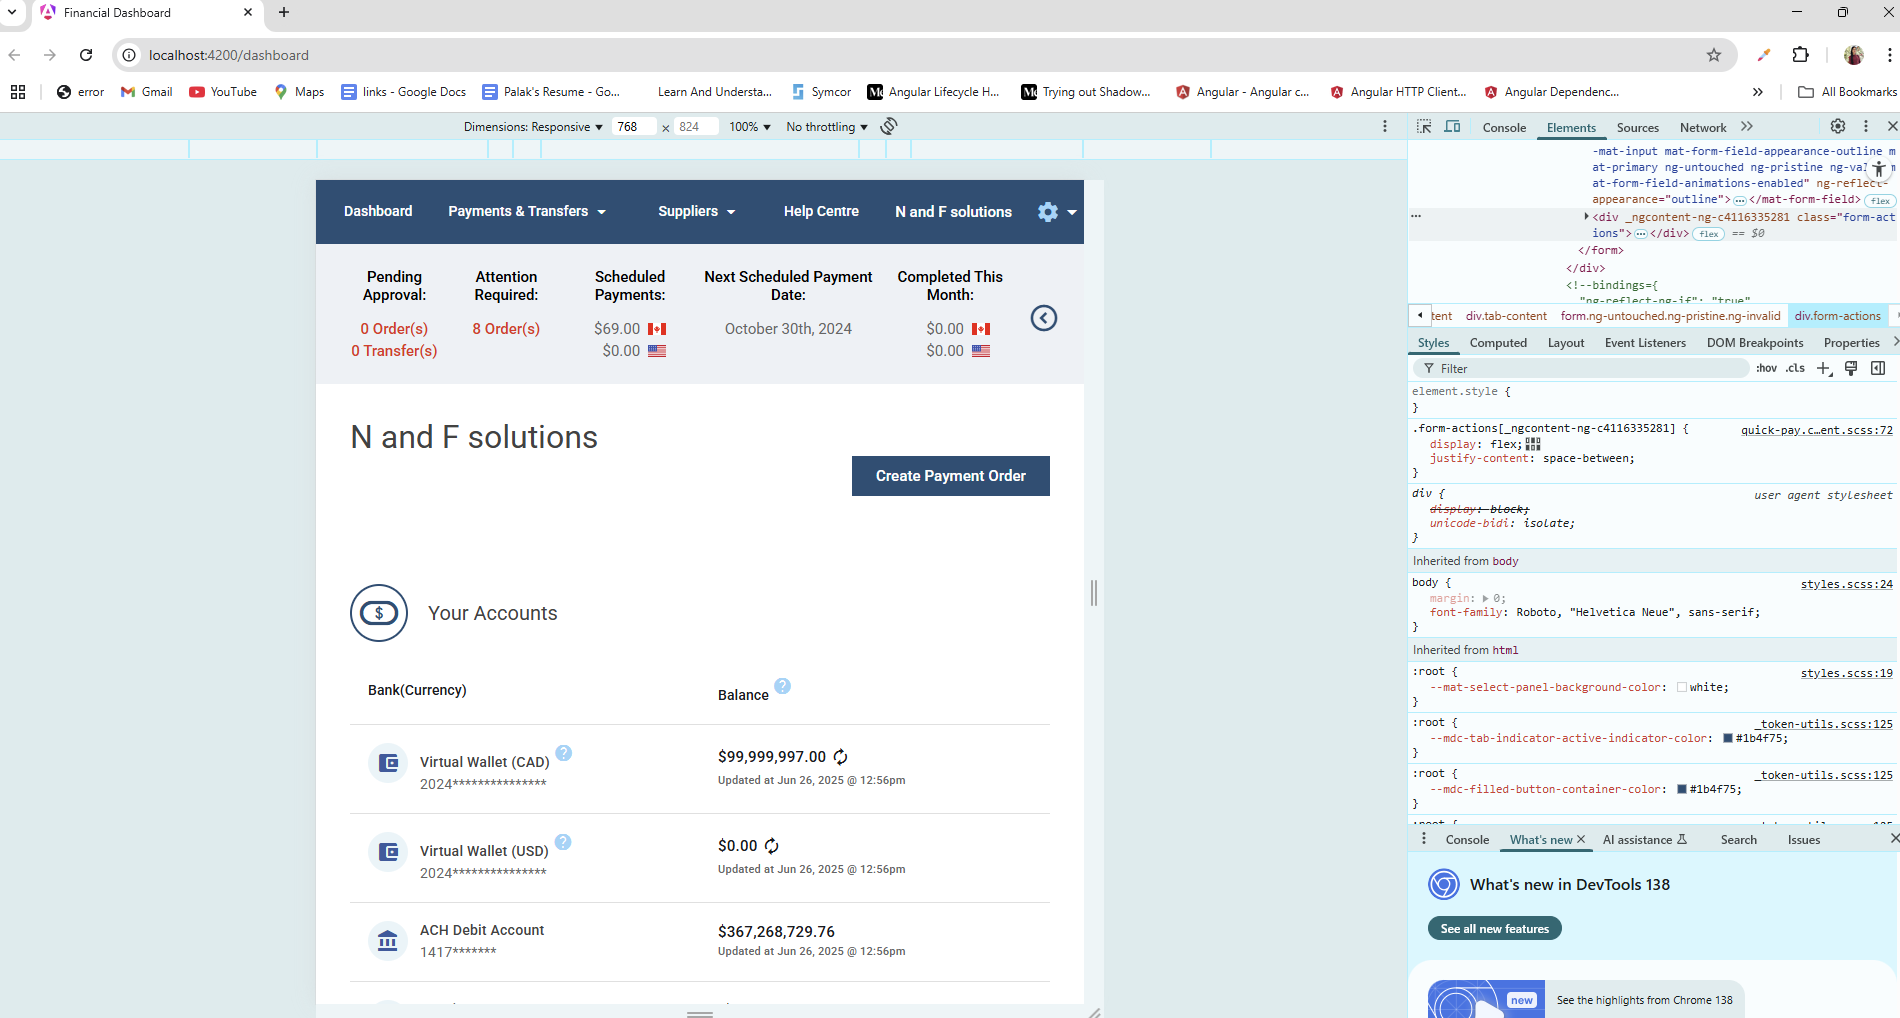 Financial Dashboard
localhost:4200/dashboard
error
Gmail
YouTube
Maps
links - Google Docs
Palak's Resume - Go...
Learn And Understa...
Symcor
Angular Lifecycle H...
Trying out Shadow...
Angular - Angular c...
Angular HTTP Client...
Angular Dependenc...
All Bookmarks
Dimensions: Responsive
768 x 824
100%
No throttling
Dashboard
Payments & Transfers
Suppliers
Help Centre
N and F solutions
Pending
Approval:
0 Order(s)
0 Transfer(s)
Attention
Required:
8 Order(s)
Scheduled
Payments:
$69.00
$0.00
Next Scheduled Payment
Date:
October 30th, 2024
Completed This
Month:
$0.00
$0.00
N and F solutions
Create Payment Order
$
Your Accounts
Bank(Currency)
Balance ?
Virtual Wallet (CAD) ?
2024***************
$99,999,997.00
Updated at Jun 26, 2025 @ 12:56pm
Virtual Wallet (USD) ?
2024***************
$0.00
Updated at Jun 26, 2025 @ 12:56pm
ACH Debit Account
1417*******
$367,268,729.76
Updated at Jun 26, 2025 @ 12:56pm
Console
Elements
Sources
Network
-mat-input mat-form-field-appearance-outline m
at-primary ng-untouched ng-pristine
at-form-field-animations-enabled" ng-reflect-
appearance="outline">…</mat-form-field> flex
<div _ngcontent-ng-c4116335281 class="form-act
ions">…</div> flex == $0
</form>
</div>
<!--bindings={
"ng-reflect-ng-if": "true"
tent
div.tab-content
form.ng-untouched.ng-pristine.ng-invalid
div.form-actions
Styles
Computed
Layout
Event Listeners
DOM Breakpoints
Properties
Filter
:hov
.cls
element.style {
}
.form-actions[_ngcontent-ng-c4116335281] {
quick-pay.c…ent.scss:72
display: flex;
justify-content: space-between;
}
div {
user agent stylesheet
display: block;
unicode-bidi: isolate;
}
Inherited from body
body {
styles.scss:24
margin: 0;
font-family: Roboto, "Helvetica Neue", sans-serif;
}
Inherited from html
:root {
styles.scss:19
--mat-select-panel-background-color: white;
}
:root {
_token-utils.scss:125
--mdc-tab-indicator-active-indicator-color: #1b4f75;
}
:root {
_token-utils.scss:125
--mdc-filled-button-container-color: #1b4f75;
}
Console
What's new
AI assistance
Search
Issues
What's new in DevTools 138
See all new features
new
See the highlights from Chrome 138